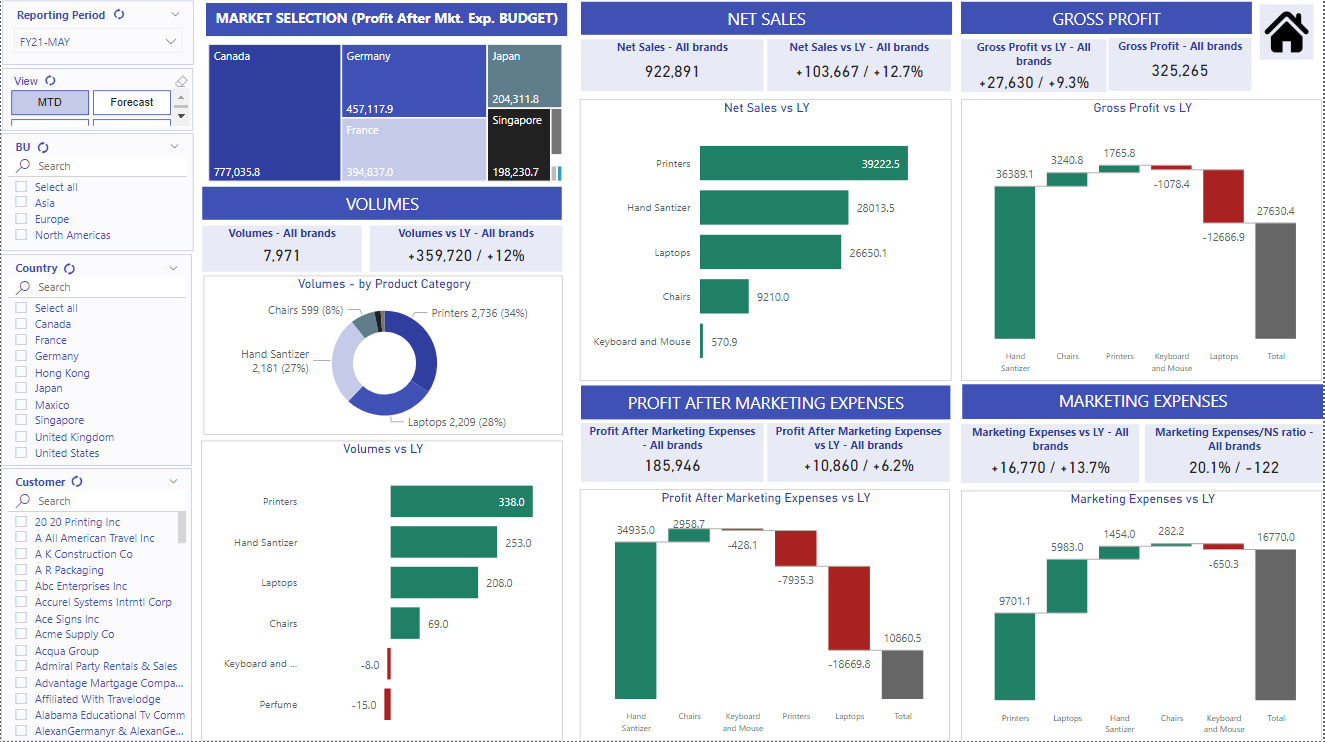 Reporting Period
FY21-MAY
View
MTD
Forecast
BU
Search
Select all
Asia
Europe
North Americas
Country
Search
Select all
Canada
France
Germany
Hong Kong
Japan
Maxico
Singapore
United Kingdom
United States
Customer
Search
20 20 Printing Inc
A All American Travel Inc
A K Construction Co
A R Packaging
Abc Enterprises Inc
Accurel Systems Intrntl Corp
Ace Signs Inc
Acme Supply Co
Acqua Group
Admiral Party Rentals & Sales
Advantage Martgage Compa...
Affiliated With Travelodge
Alabama Educational Tv Comm
AlexanGermanyr & AlexanGe...
MARKET SELECTION (Profit After Mkt. Exp. BUDGET)
Canada
777,035.8
Germany
457,117.9
France
394,837.0
Japan
204,311.8
Singapore
198,230.7
VOLUMES
Volumes - All brands
7,971
Volumes vs LY - All brands
+359,720 / +12%
Volumes - by Product Category
Chairs 599 (8%)
Printers 2,736 (34%)
Hand Santizer
2,181 (27%)
Laptops 2,209 (28%)
Volumes vs LY
Printers
338.0
Hand Santizer
253.0
Laptops
208.0
Chairs
69.0
Keyboard and ...
-8.0
Perfume
-15.0
NET SALES
Net Sales - All brands
922,891
Net Sales vs LY - All brands
+103,667 / +12.7%
Net Sales vs LY
Printers
39222.5
Hand Santizer
28013.5
Laptops
26650.1
Chairs
9210.0
Keyboard and Mouse
570.9
PROFIT AFTER MARKETING EXPENSES
Profit After Marketing Expenses
- All brands
185,946
Profit After Marketing Expenses
vs LY - All brands
+10,860 / +6.2%
Profit After Marketing Expenses vs LY
34935.0
2958.7
-428.1
-7935.3
-18669.8
10860.5
Hand
Santizer
Chairs
Keyboard
and Mouse
Printers
Laptops
Total
GROSS PROFIT
Gross Profit vs LY - All
brands
+27,630 / +9.3%
Gross Profit - All brands
325,265
Gross Profit vs LY
36389.1
3240.8
1765.8
-1078.4
-12686.9
27630.4
Hand
Santizer
Chairs
Printers
Keyboard
and Mouse
Laptops
Total
MARKETING EXPENSES
Marketing Expenses vs LY - All
brands
+16,770 / +13.7%
Marketing Expenses/NS ratio -
All brands
20.1% / -122
Marketing Expenses vs LY
9701.1
5983.0
1454.0
282.2
-650.3
16770.0
Printers
Laptops
Hand
Santizer
Chairs
Keyboard
and Mouse
Total